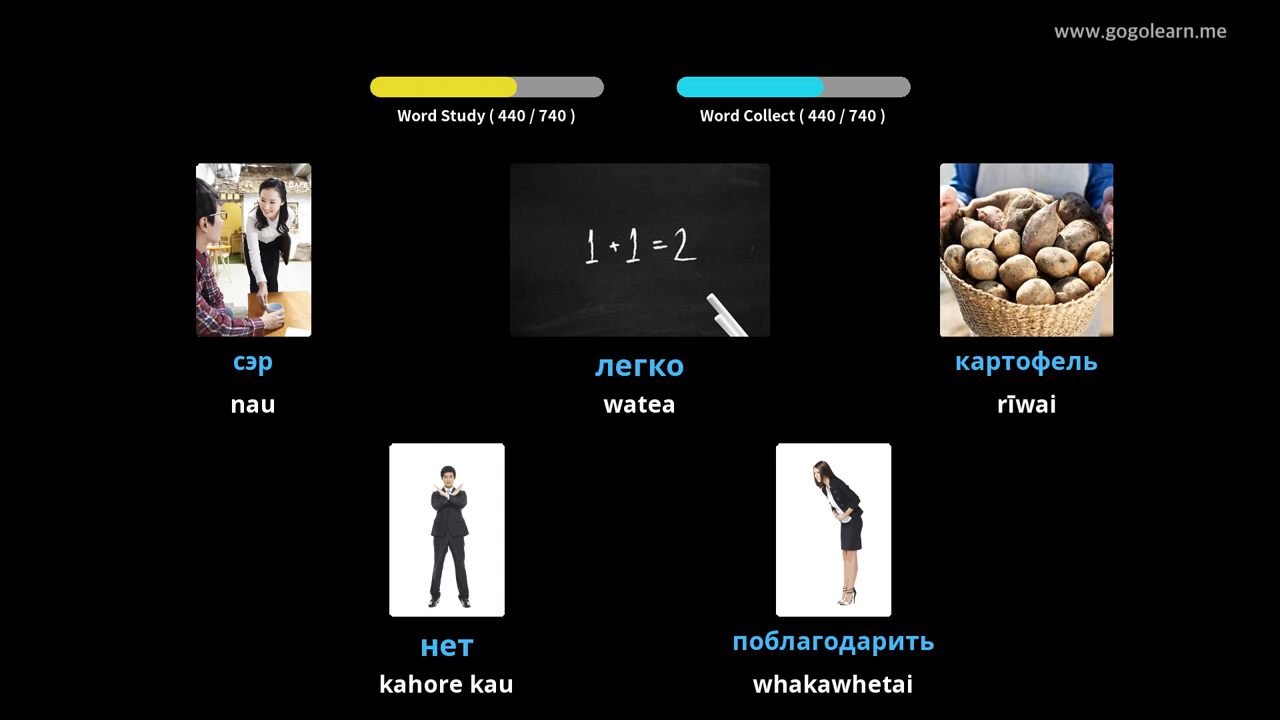 www.gogolearn.me
Word Study ( 440 / 740 )
Word Collect ( 440 / 740 )
1 + 1 = 2
сэр
легко
картофель
nau
watea
rīwai
нет
поблагодарить
kahore kau
whakawhetai